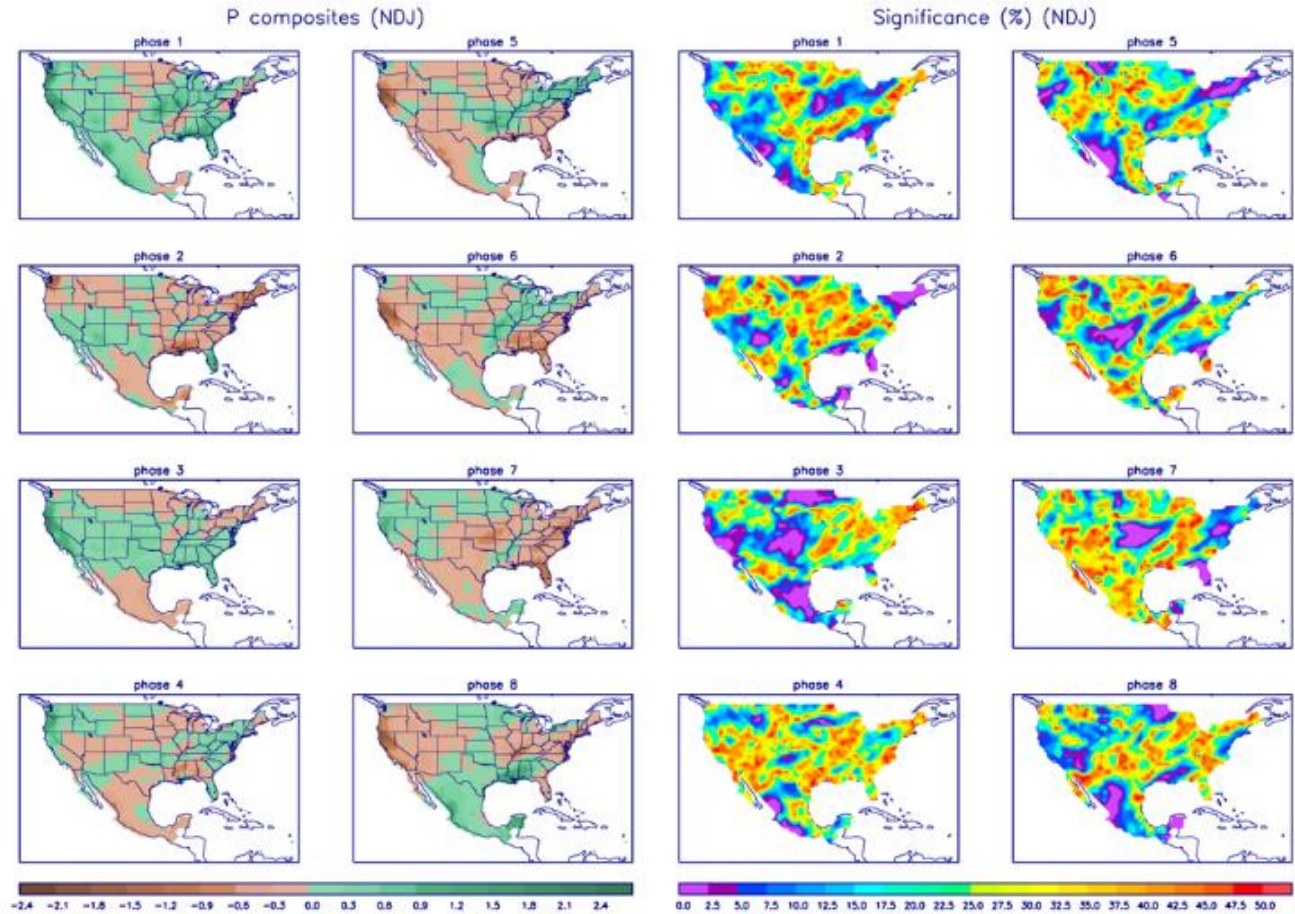 P composites (NDJ) Significance (%) (NDJ)
phase 1 phase 5 phase 1 phase 5
phase 2 phase 6 phase 2 phase 6
phase 3 phase 7 phase 3 phase 7
phase 4 phase 8 phase 4 phase 8
-2.4 -2.1 -1.8 -1.5 -1.2 -0.9 -0.6 -0.5 -0.3 0.0 0.3 0.6 0.9 1.2 1.5 1.8 2.1 2.4 0.0 2.5 5.0 7.5 10.0 12.5 15.0 17.5 20.0 22.5 25.0 27.5 30.0 32.5 35.0 37.5 40.0 42.5 45.0 47.5 50.0